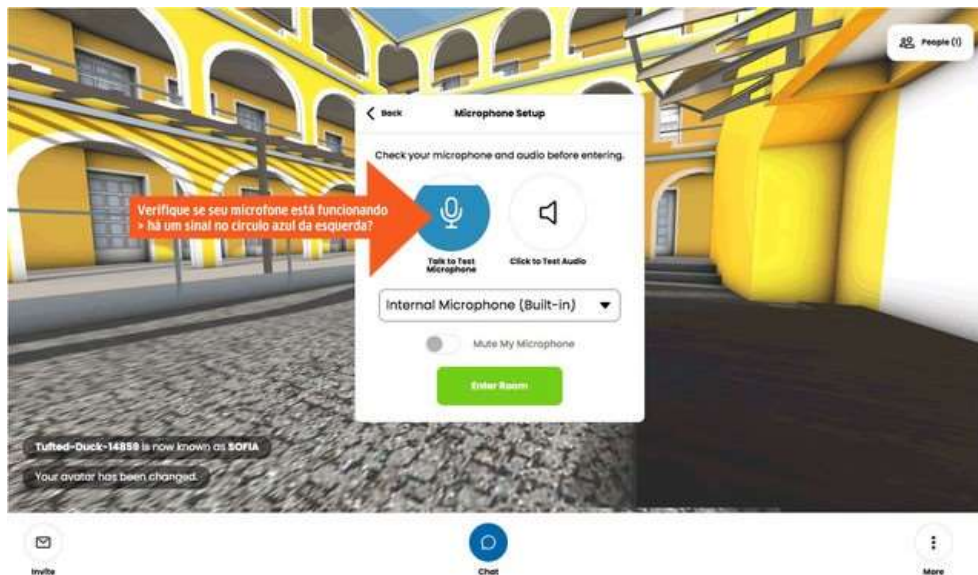 People (1)
Back
Microphone Setup
Check your microphone and audio before entering.
Verifique se seu microfone está funcionando
> há um sinal no círculo azul da esquerda?
Talk to Test
Microphone
Click to Test Audio
Internal Microphone (Built-in)
Mute My Microphone
Enter Room
Tufted-Duck-14859 is now known as SOFIA
Your avatar has been changed.
Invite
Chat
More